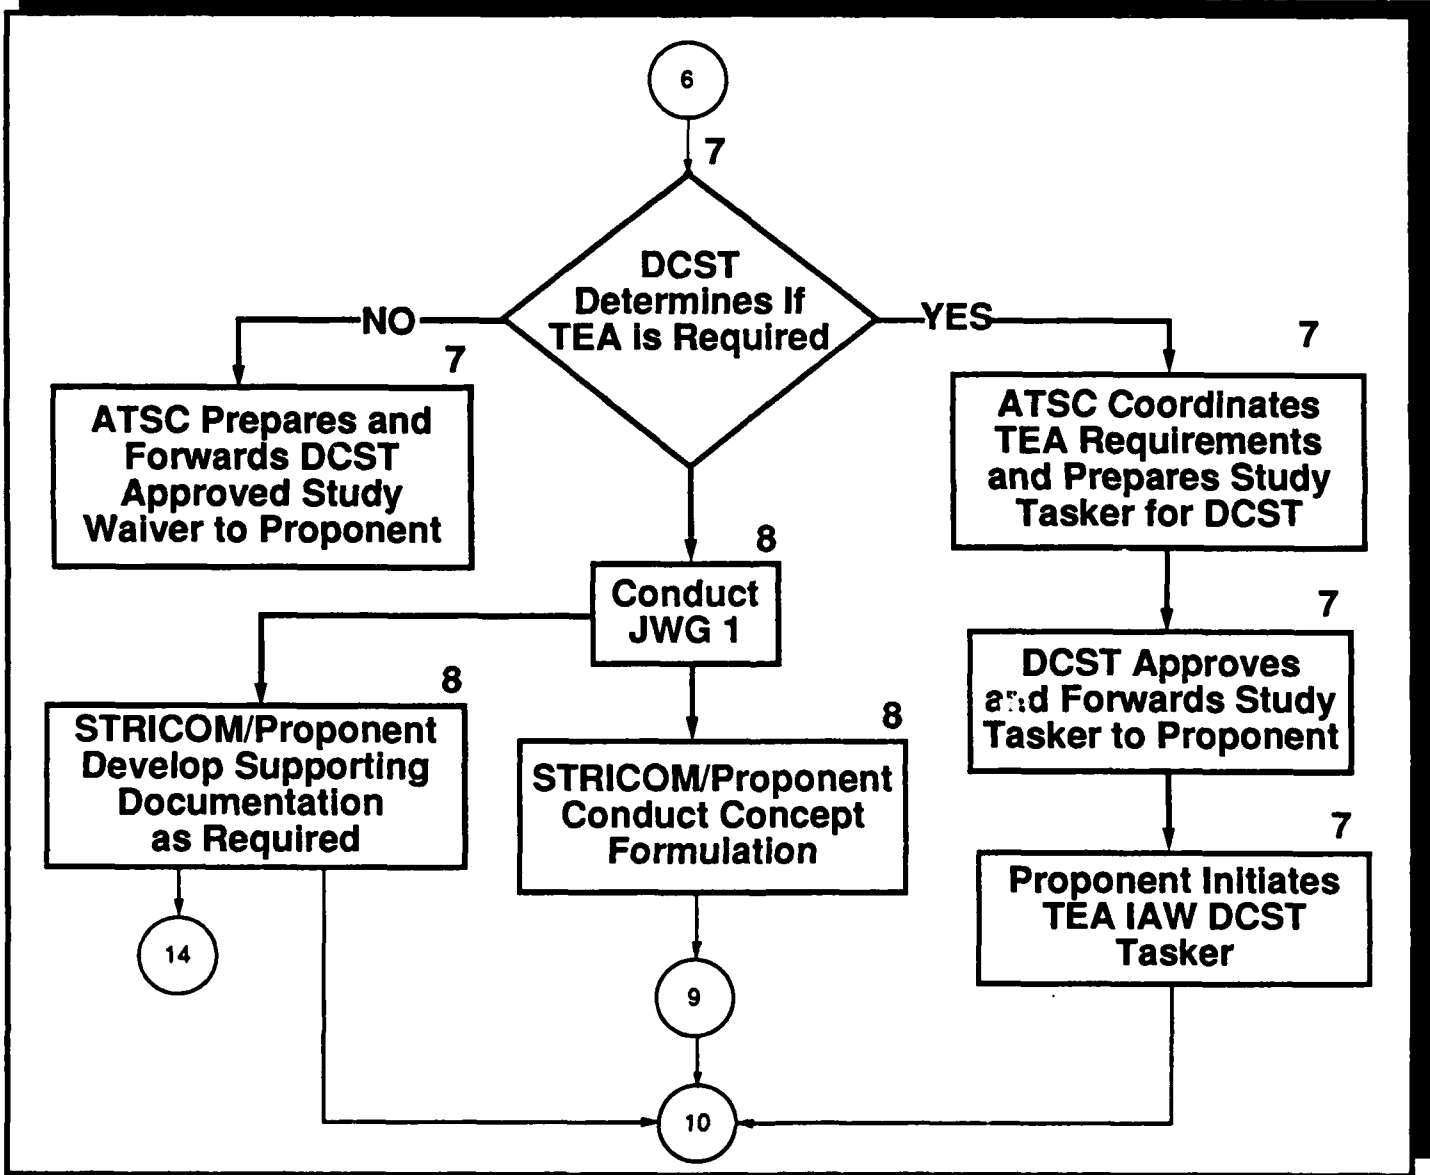 6
7
DCST
Determines If
TEA is Required
NO
YES
7
ATSC Prepares and
Forwards DCST
Approved Study
Waiver to Proponent
7
ATSC Coordinates
TEA Requirements
and Prepares Study
Tasker for DCST
8
Conduct
JWG 1
7
DCST Approves
and Forwards Study
Tasker to Proponent
8
STRICOM/Proponent
Develop Supporting
Documentation
as Required
8
STRICOM/Proponent
Conduct Concept
Formulation
7
Proponent Initiates
TEA IAW DCST
Tasker
14
9
10